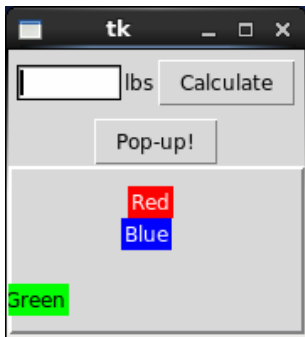 tk
lbs Calculate
Pop-up!
Red
Blue
Green